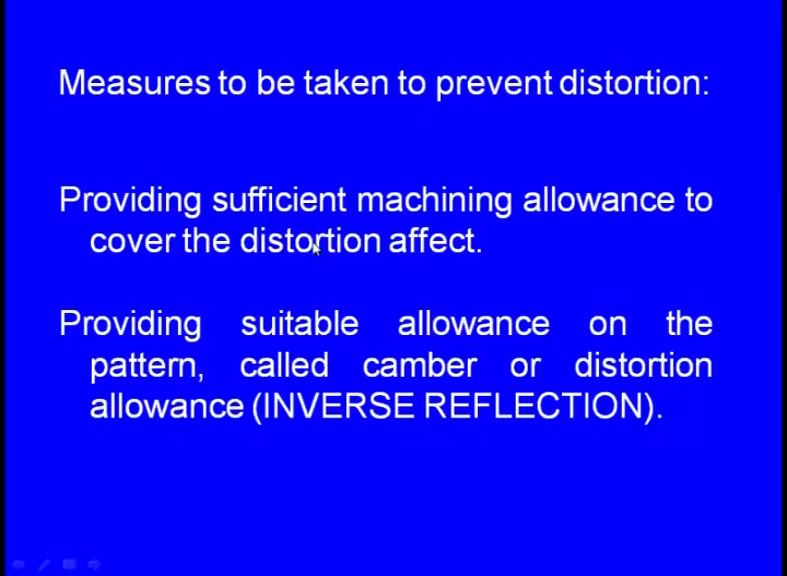 Measures to be taken to prevent distortion:
Providing sufficient machining allowance to
cover the distortion affect.
Providing suitable allowance on the
pattern, called camber or distortion
allowance (INVERSE REFLECTION).